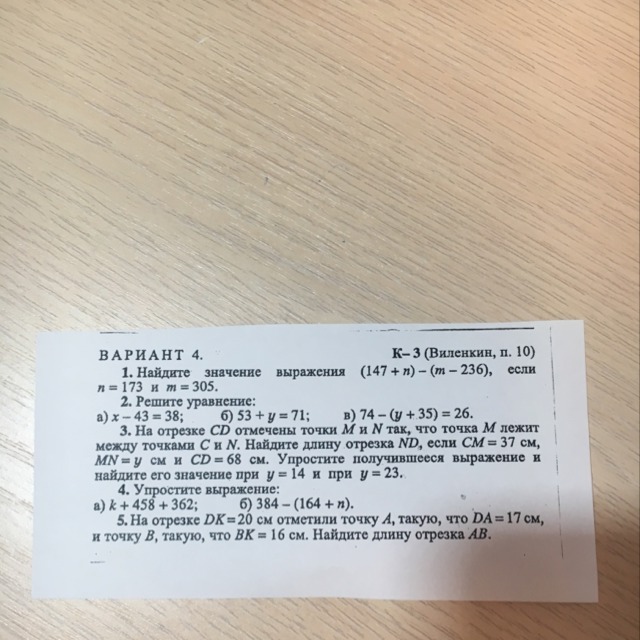 ВАРИАНТ 4. К–3 (Виленкин, п. 10)
1. Найдите значение выражения (147 + n) – (m – 236), если
n = 173 и m = 305.
2. Решите уравнение:
а) x – 43 = 38; б) 53 + y = 71; в) 74 – (y + 35) = 26.
3. На отрезке CD отмечены точки M и N так, что точка M лежит
между точками C и N. Найдите длину отрезка ND, если CM = 37 см,
MN = y см и CD = 68 см. Упростите получившееся выражение и
найдите его значение при y = 14 и при y = 23.
4. Упростите выражение:
а) k + 458 + 362; б) 384 – (164 + n).
5. На отрезке DK = 20 см отметили точку A, такую, что DA = 17 см,
и точку B, такую, что BK = 16 см. Найдите длину отрезка AB.